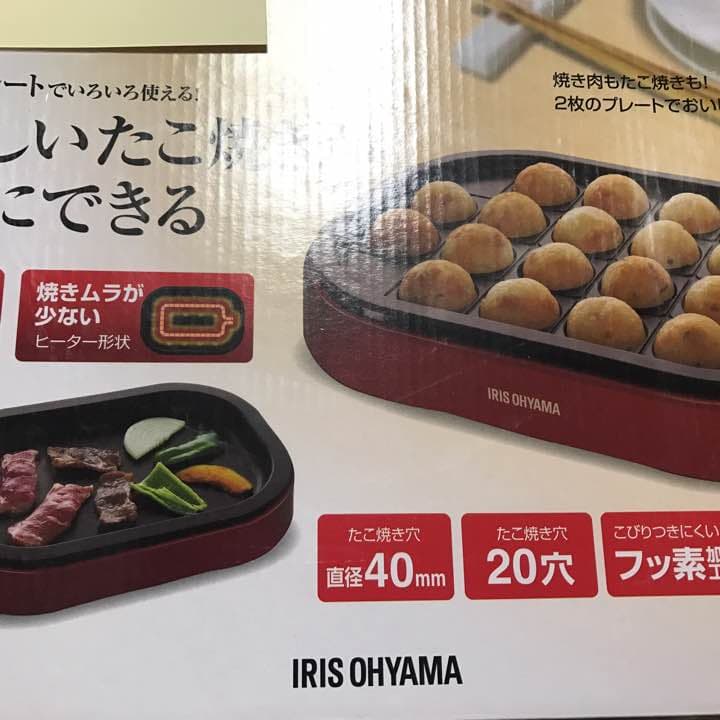 ートでいろいろ使える!
焼き肉もたこ焼きも!
2枚のプレートでおい
しいたこ焼
にできる
焼きムラが
少ない
ヒーター形状
IRIS OHYAMA
たこ焼き穴
直径40mm
たこ焼き穴
20穴
こびりつきにくい
フッ素加工
IRIS OHYAMA